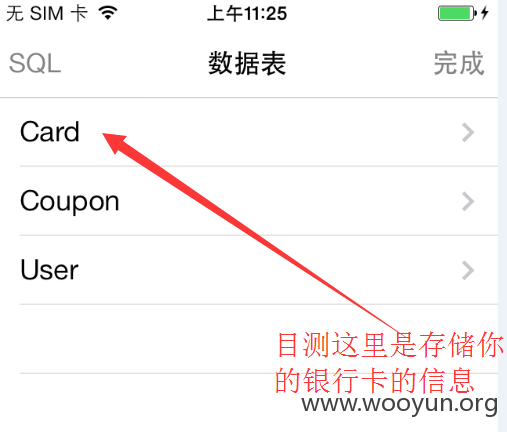 无 SIM 卡 上午11:25
SQL 数据表 完成
Card
Coupon
User
目测这里是存储你
的银行卡的信息
www.wooyun.org